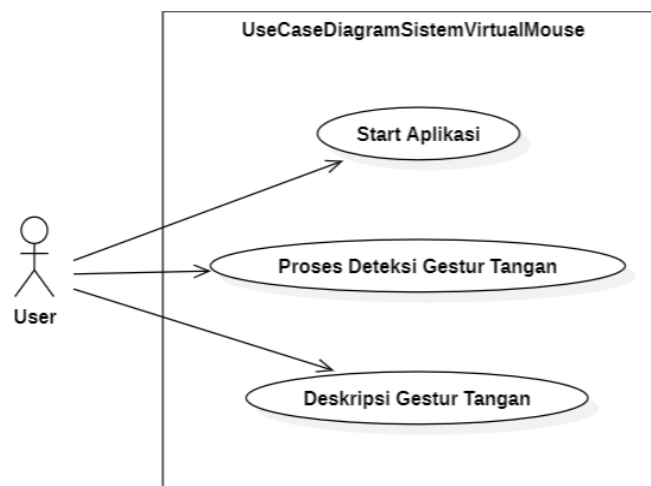 UseCaseDiagramSistemVirtualMouse
Start Aplikasi
Proses Deteksi Gestur Tangan
User
Deskripsi Gestur Tangan